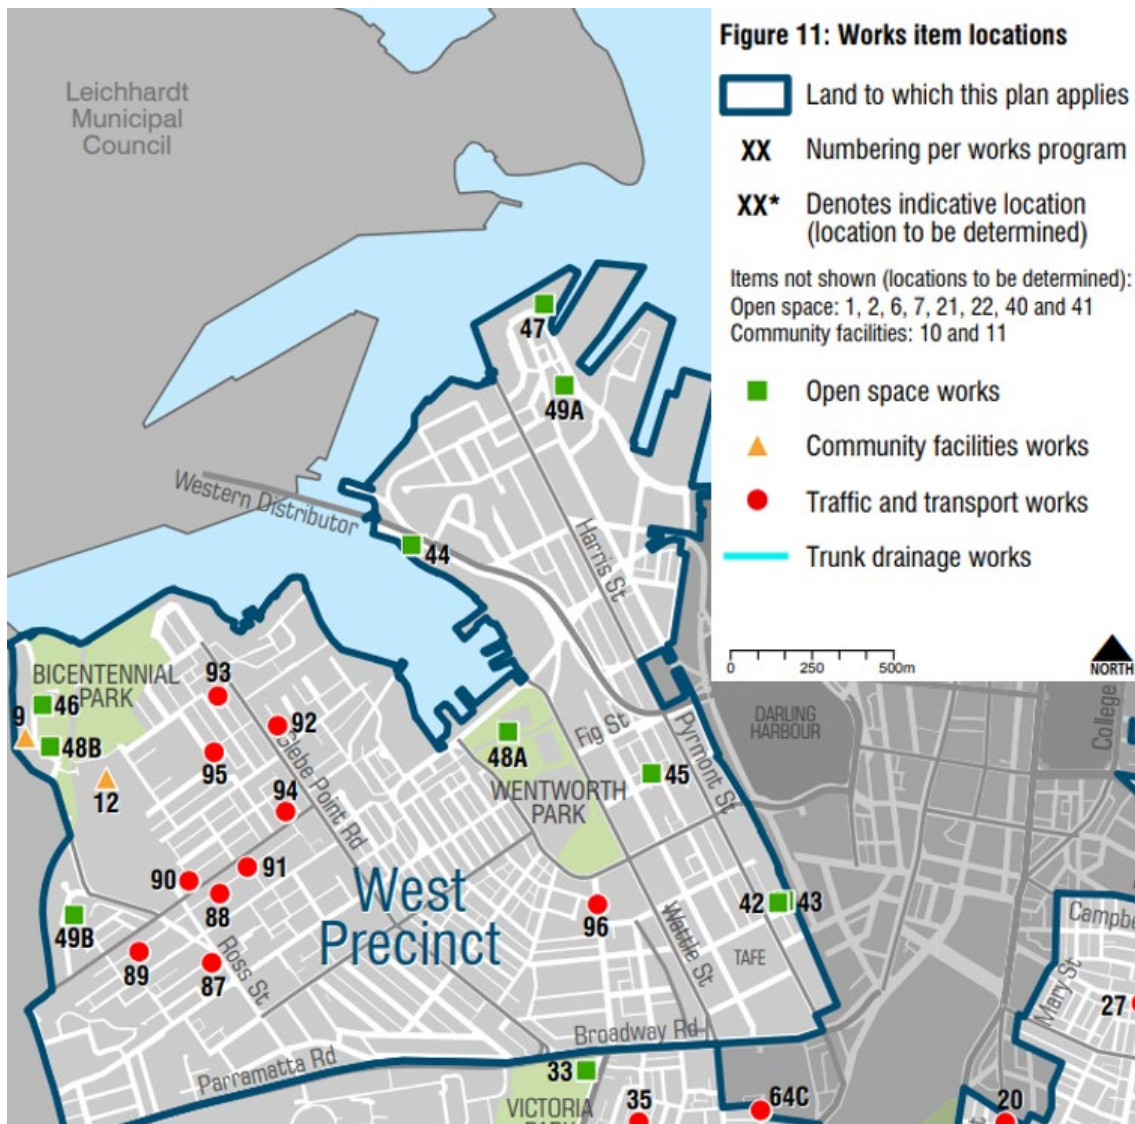 Figure 11: Works item locations
Land to which this plan applies
XX Numbering per works program
XX* Denotes indicative location
(location to be determined)
Items not shown (locations to be determined):
Open space: 1, 2, 6, 7, 21, 22, 40 and 41
Community facilities: 10 and 11
Open space works
Community facilities works
Traffic and transport works
Trunk drainage works
0 250 500m
NORTH
Leichhardt
Municipal
Council
47
49A
Western Distributor
44
Harris St
BICENTENNIAL
PARK
46
9
48B
12
93
92
95
94
Glebe Point Rd
48A
WENTWORTH
PARK
Fig St
45
Pyrmont St
DARLING
HARBOUR
College
90
91
88
49B
89
87
Ross St
West
Precinct
96
Wattle St
42
43
TAFE
Campbe
Mary St
27
Broadway Rd
Parramatta Rd
33
VICTORIA
35
64C
20